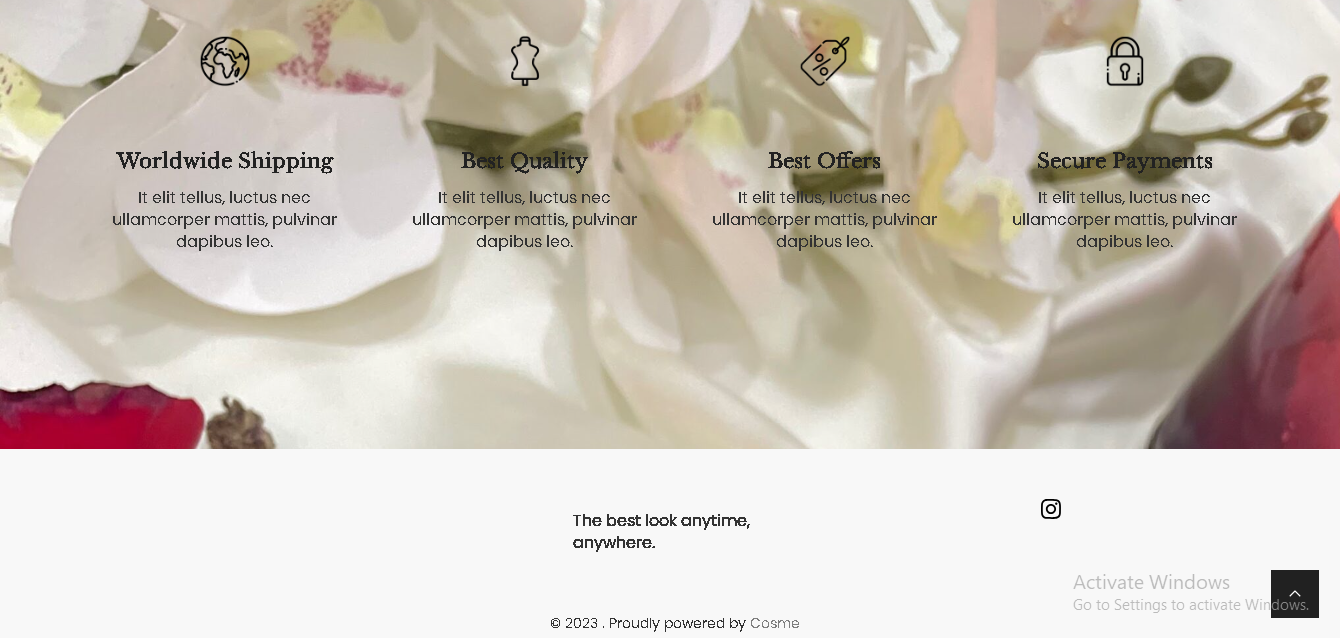 Worldwide Shipping
It elit tellus, luctus nec
ullamcorper mattis, pulvinar
dapibus leo.
Best Quality
It elit tellus, luctus nec
ullamcorper mattis, pulvinar
dapibus leo.
Best Offers
It elit tellus, luctus nec
ullamcorper mattis, pulvinar
dapibus leo.
Secure Payments
It elit tellus, luctus nec
ullamcorper mattis, pulvinar
dapibus leo.
The best look anytime,
anywhere.
Activate Windows
Go to Settings to activate Windows.
© 2023 . Proudly powered by Cosme